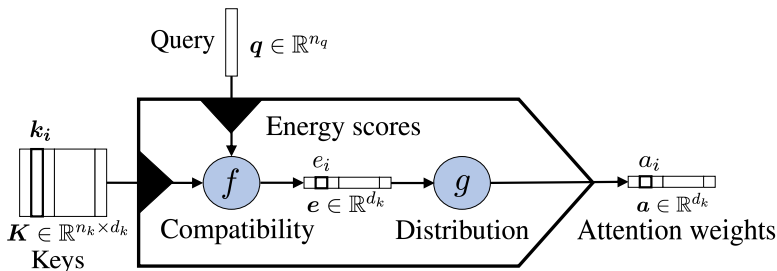 Query q ∈ ℝ^{n_q}
Energy scores
k_i
e_i
a_i
f
g
K ∈ ℝ^{n_k×d_k}
e ∈ ℝ^{d_k}
a ∈ ℝ^{d_k}
Keys
Compatibility
Distribution
Attention weights